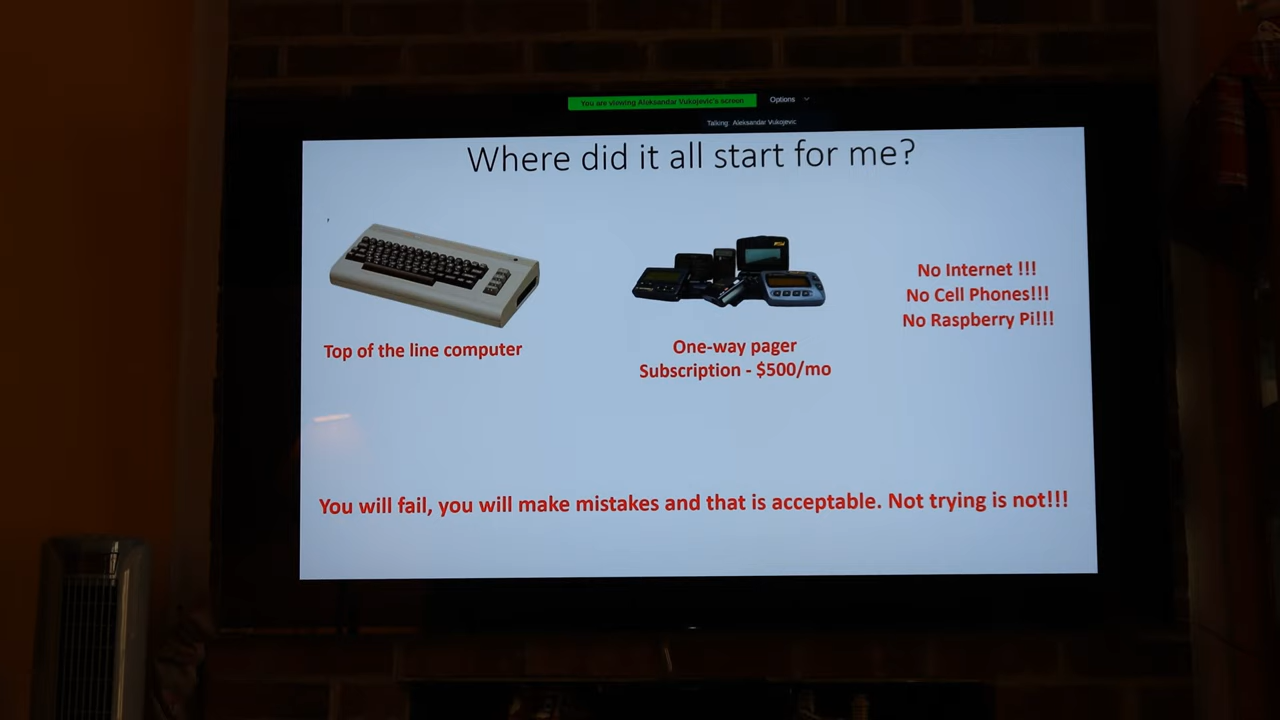 You are viewing Aleksandar Vukojevic's screen
Options
Talking: Aleksandar Vukojevic
Where did it all start for me?
,
No Internet !!!
No Cell Phones!!!
No Raspberry Pi!!!
Top of the line computer
One-way pager
Subscription - $500/mo
You will fail, you will make mistakes and that is acceptable. Not trying is not!!!